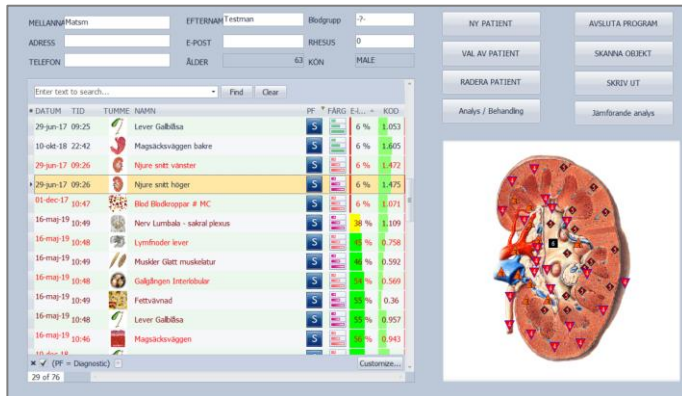 MELLANNA Matsm EFTERNAM Testman Blodgrupp -?-
ADRESS E-POST RHESUS 0
TELEFON ÅLDER 63 KÖN MALE
NY PATIENT AVSLUTA PROGRAM
VAL AV PATIENT SKANNA OBJEKT
RADERA PATIENT SKRIV UT
Analys / Behandling Jämförande analys
Enter text to search... Find Clear
DATUM TID TUMME NAMN PF FÄRG E-L... KOD
29-jun-17 09:25 Lever Gallblåsa S 6 % 1.053
10-okt-18 22:42 Magsäcksväggen bakre S 6 % 1.605
29-jun-17 09:26 Njure snitt vänster S 6 % 1.472
29-jun-17 09:26 Njure snitt höger S 6 % 1.475
01-dec-17 10:47 Blod Blodkroppar # MC S 6 % 1.071
16-maj-19 10:49 Nerv Lumbala - sakral plexus S 38 % 1.109
16-maj-19 10:48 Lymfnoder lever S 45 % 0.758
16-maj-19 10:49 Muskler Glatt muskelatur S 46 % 0.592
16-maj-19 10:48 Gallgången Interlobular S 54 % 0.569
16-maj-19 10:49 Fettvävnad S 55 % 0.36
16-maj-19 10:48 Lever Gallblåsa S 55 % 0.957
16-maj-19 10:46 Magsäcksväggen S 56 % 0.943
(PF = Diagnostic) Customize...
29 of 76
6